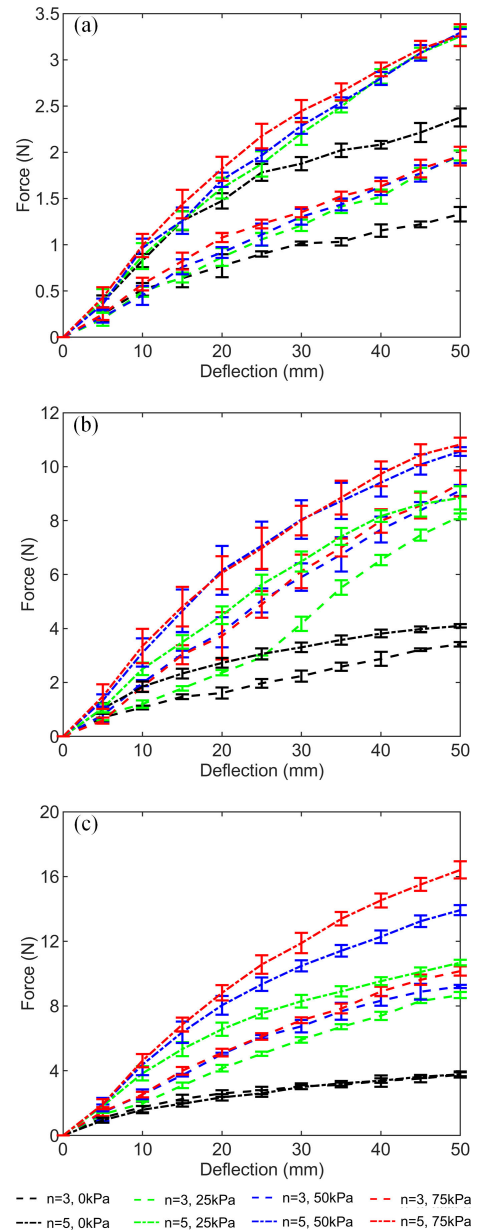 (a)
3.5
3
2.5
2
1.5
1
0.5
0
Force (N)
0 10 20 30 40 50
Deflection (mm)
(b)
12
10
8
6
4
2
0
Force (N)
0 10 20 30 40 50
Deflection (mm)
(c)
20
16
12
8
4
0
Force (N)
0 10 20 30 40 50
Deflection (mm)
n=3, 0kPa n=3, 25kPa n=3, 50kPa n=3, 75kPa
n=5, 0kPa n=5, 25kPa n=5, 50kPa n=5, 75kPa